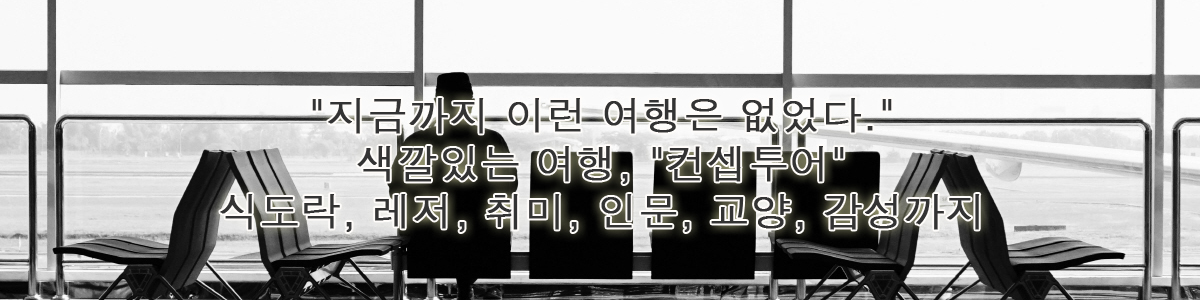 "지금까지 이런 여행은 없었다."
색깔있는 여행, "컨셉투어"
식도락, 레저, 취미, 인문, 교양, 감성까지